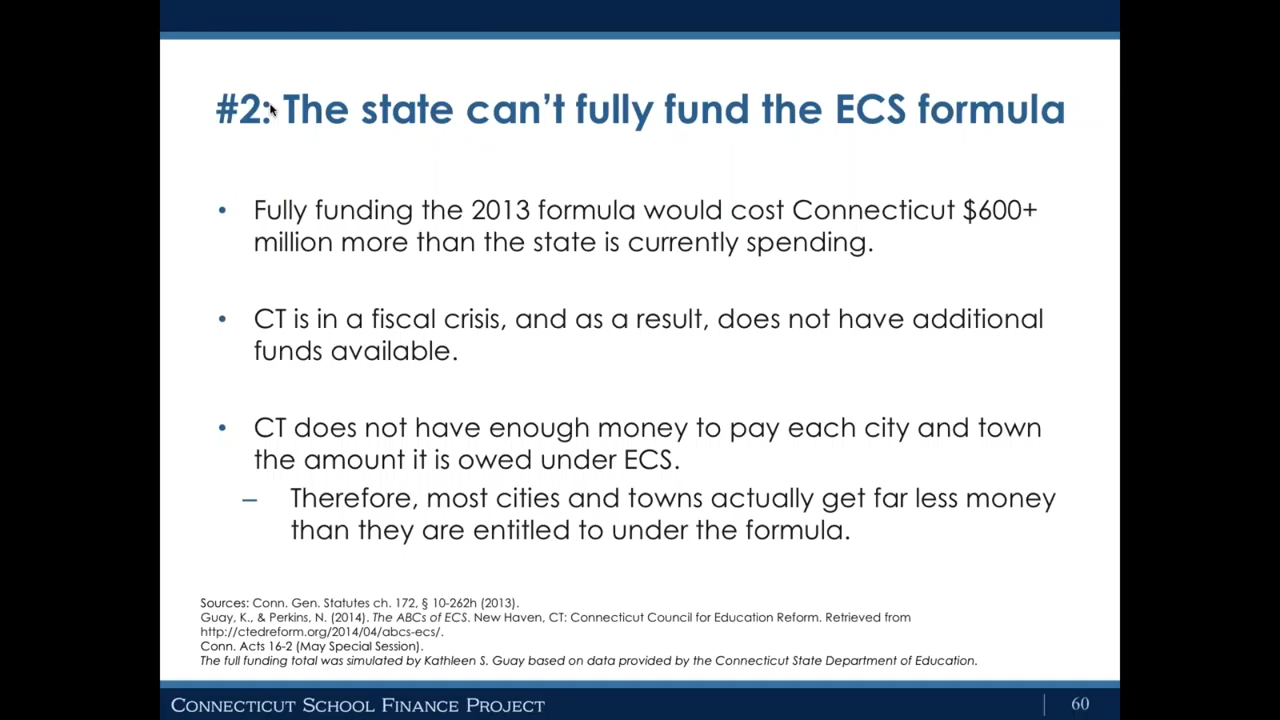 #2: The state can't fully fund the ECS formula
• Fully funding the 2013 formula would cost Connecticut $600+
million more than the state is currently spending.
• CT is in a fiscal crisis, and as a result, does not have additional
funds available.
• CT does not have enough money to pay each city and town
the amount it is owed under ECS.
– Therefore, most cities and towns actually get far less money
than they are entitled to under the formula.
Sources: Conn. Gen. Statutes ch. 172, § 10-262h (2013).
Guay, K., & Perkins, N. (2014). The ABCs of ECS. New Haven, CT: Connecticut Council for Education Reform. Retrieved from
http://ctedreform.org/2014/04/abcs-ecs/.
Conn. Acts 16-2 (May Special Session).
The full funding total was simulated by Kathleen S. Guay based on data provided by the Connecticut State Department of Education.
CONNECTICUT SCHOOL FINANCE PROJECT
60